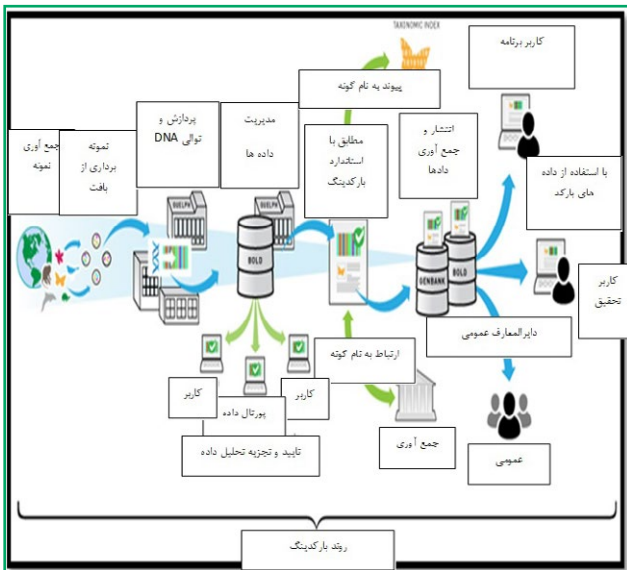 TAXONOMIC INDEX
کاربر برنامه
پیوند به نام گونه
انتشار و
جمع آوری
دادها
مدیریت
داده ها
پردازش و
توالی DNA
نمونه
برداری از
بافت
جمع آوری
نمونه
مطابق با
استاندارد
بارکدینگ
با استفاده از داده
های بارکد
GUELPH
GUELPH
BOLD
GENBANK
BOLD
کاربر
تحقیق
دایرالمعارف عمومی
ارتباط به نام گونه
کاربر
کاربر
پورتال داده
تایید و تجزیه تحلیل داده
جمع آوری
عمومی
روند بارکدینگ